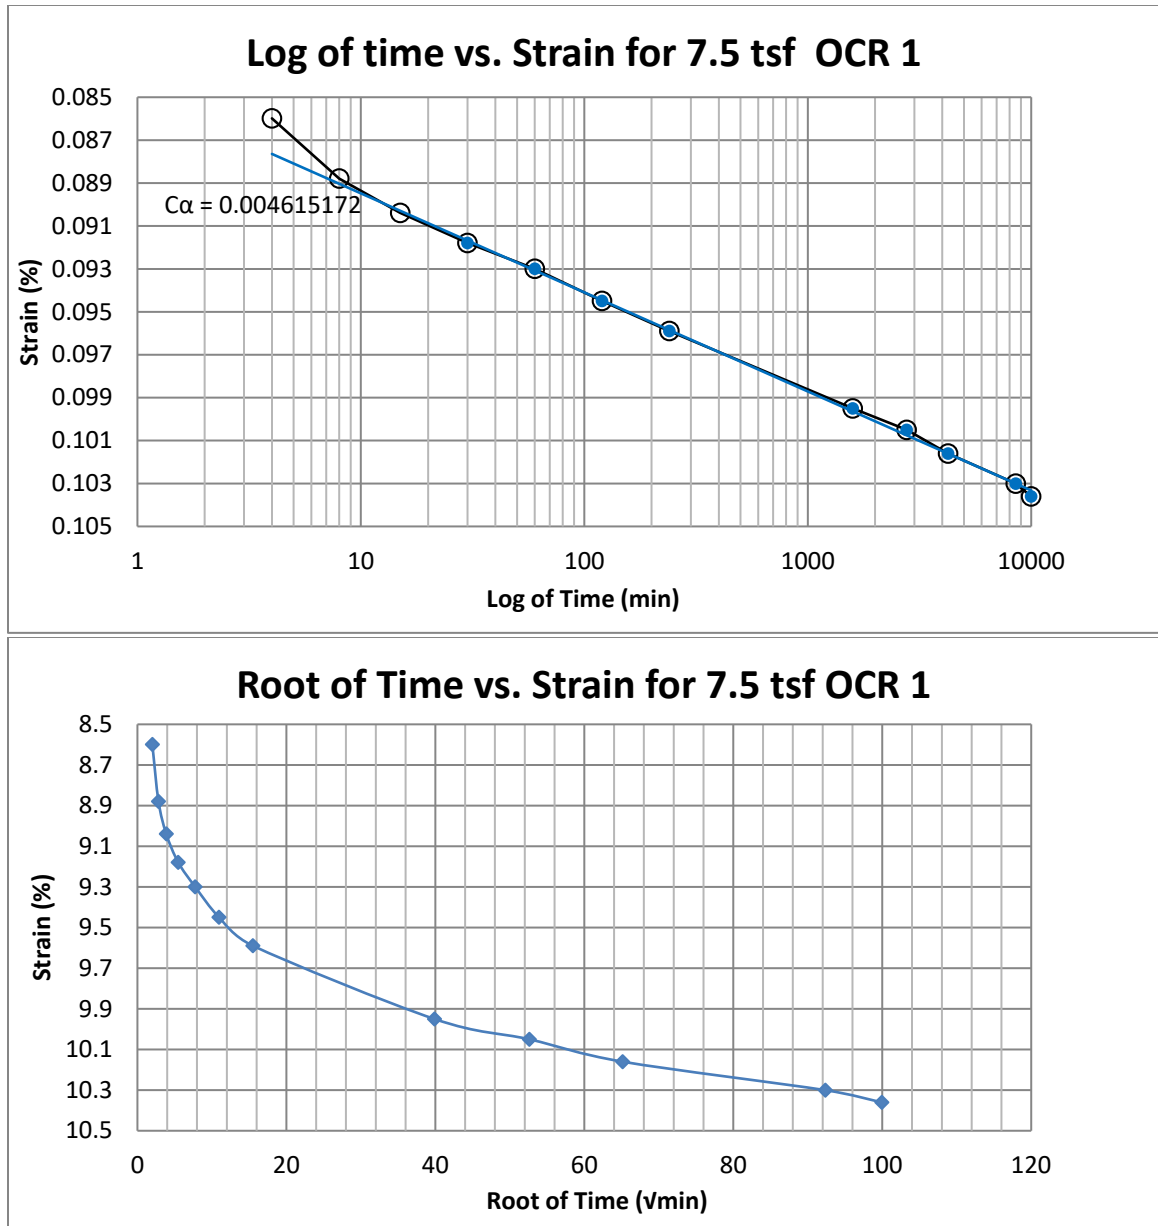 Log of time vs. Strain for 7.5 tsf OCR 1
0.085
0.087
0.089
0.091
0.093
0.095
0.097
0.099
0.101
0.103
0.105
Strain (%)
Cα = 0.004615172
1 10 100 1000 10000
Log of Time (min)
Root of Time vs. Strain for 7.5 tsf OCR 1
8.5
8.7
8.9
9.1
9.3
9.5
9.7
9.9
10.1
10.3
10.5
Strain (%)
0 20 40 60 80 100 120
Root of Time (√min)